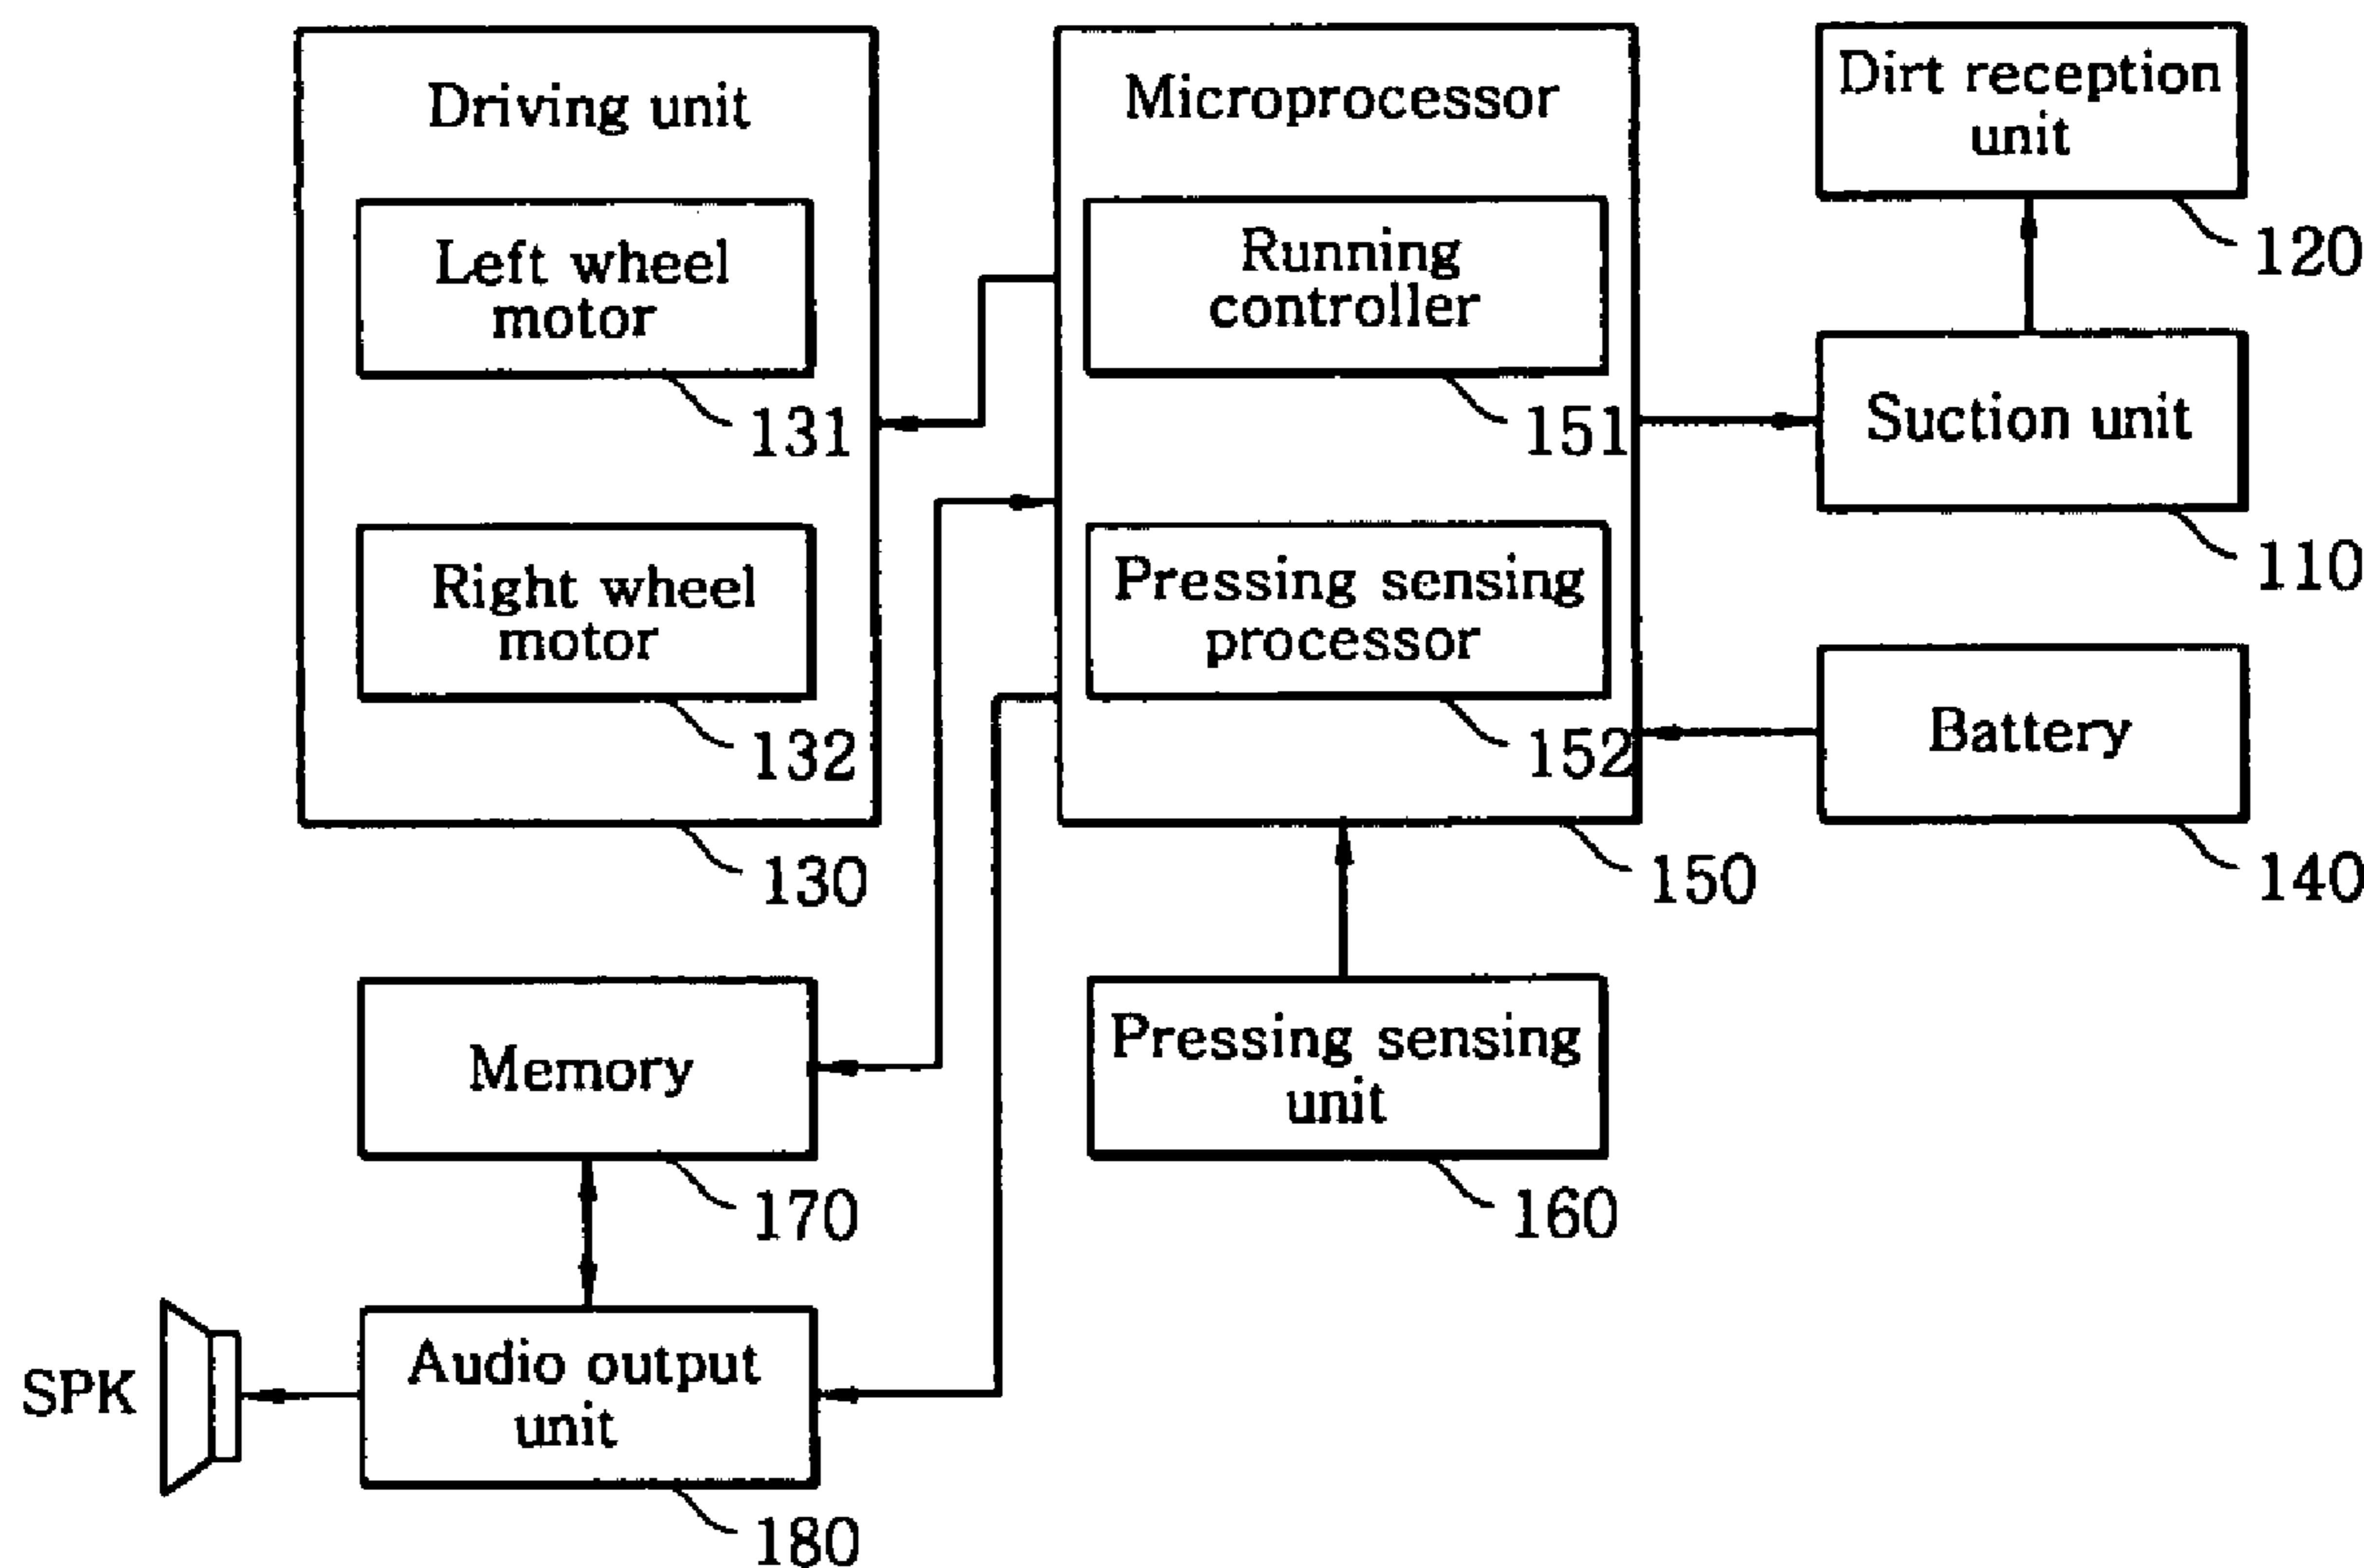 Driving unit
Left wheel
motor
131
Right wheel
motor
132
130
Microprocessor
Running
controller
151
Pressing sensing
processor
152
150
Dirt reception
unit
120
Suction unit
110
Battery
140
Memory
170
Pressing sensing
unit
160
SPK
Audio output
unit
180